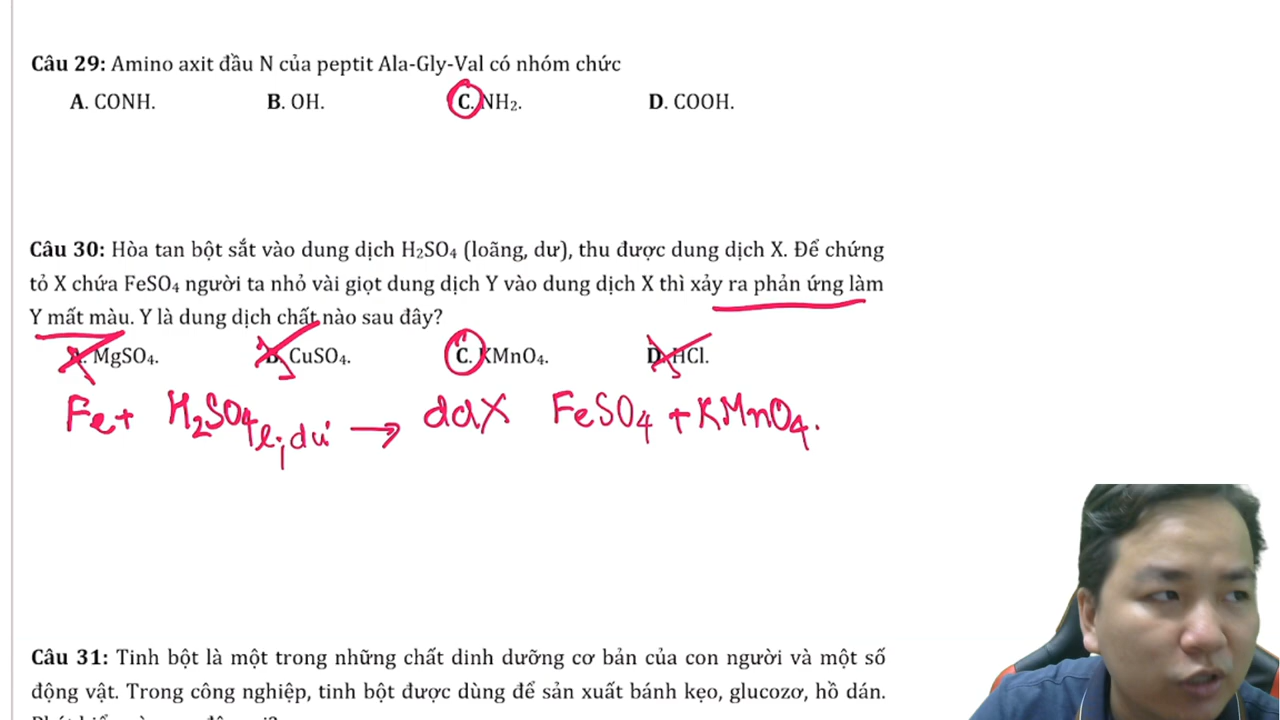 Câu 29: Amino axit đầu N của peptit Ala-Gly-Val có nhóm chức
A. CONH. B. OH. C. NH₂. D. COOH.
Câu 30: Hòa tan bột sắt vào dung dịch H₂SO₄ (loãng, dư), thu được dung dịch X. Để chứng
tỏ X chứa FeSO₄ người ta nhỏ vài giọt dung dịch Y vào dung dịch X thì xảy ra phản ứng làm
Y mất màu. Y là dung dịch chất nào sau đây?
A. MgSO₄. B. CuSO₄. C. KMnO₄. D. HCl.
Fe + H₂SO₄ l, dư → ddX FeSO₄ + KMnO₄.
Câu 31: Tinh bột là một trong những chất dinh dưỡng cơ bản của con người và một số
động vật. Trong công nghiệp, tinh bột được dùng để sản xuất bánh kẹo, glucozơ, hồ dán.